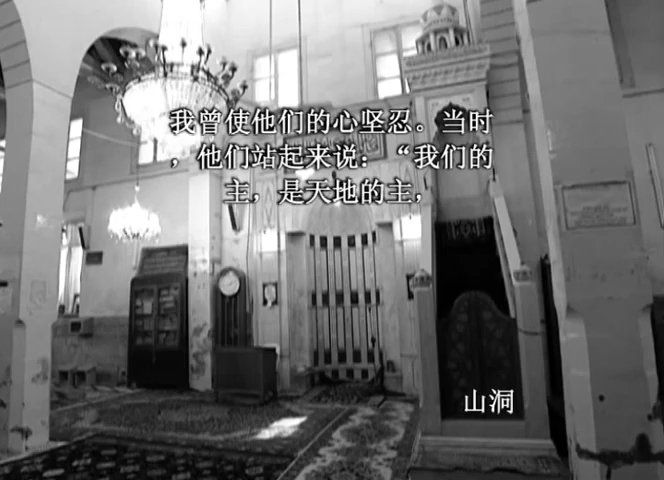 我曾使他们的心坚忍。当时
，他们站起来说：“我们的
主，是天地的主，
山洞